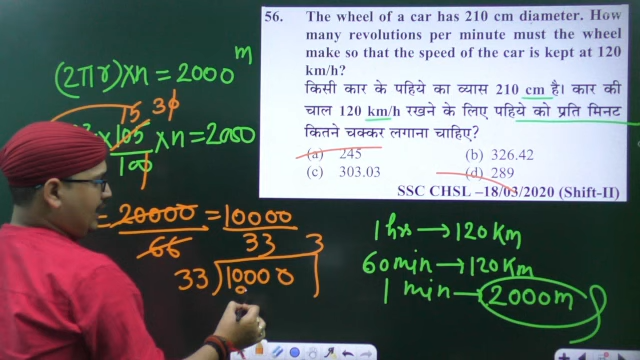 56. The wheel of a car has 210 cm diameter. How
many revolutions per minute must the wheel
make so that the speed of the car is kept at 120
km/h?
किसी कार के पहिये का व्यास 210 cm है। कार की
चाल 120 km/h रखने के लिए पहिये को प्रति मिनट
कितने चक्कर लगाना चाहिए?
(a) 245 (b) 326.42
(c) 303.03 (d) 289
SSC CHSL –18/03/2020 (Shift-II)
(2πr)×n = 2000 m
15 30
×105 ×n = 2000
100
= 20000 = 10000
66 33
3
33)10000
0
1 hrs → 120 Km
60 min → 120 Km
1 min → 2000m